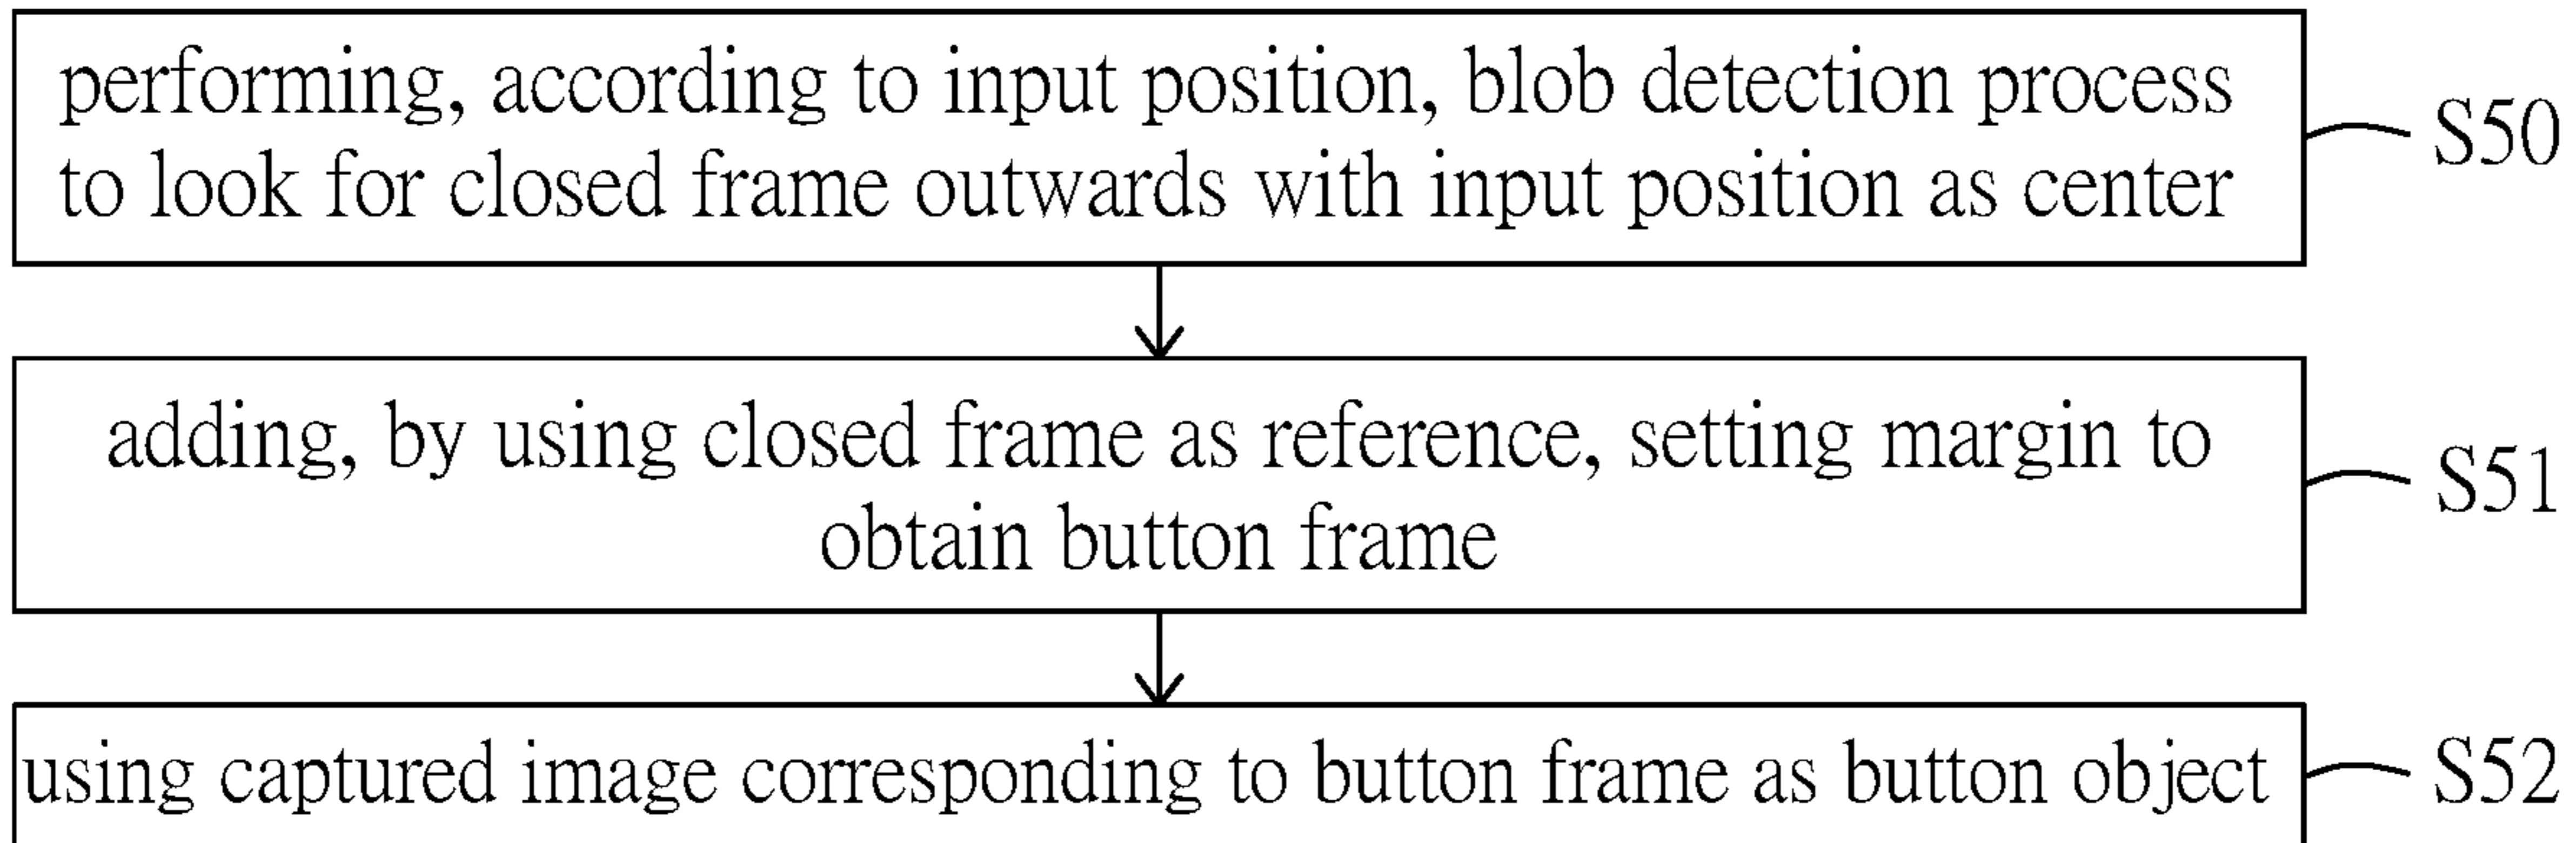 performing, according to input position, blob detection process
to look for closed frame outwards with input position as center
S50
adding, by using closed frame as reference, setting margin to
obtain button frame
S51
using captured image corresponding to button frame as button object
S52